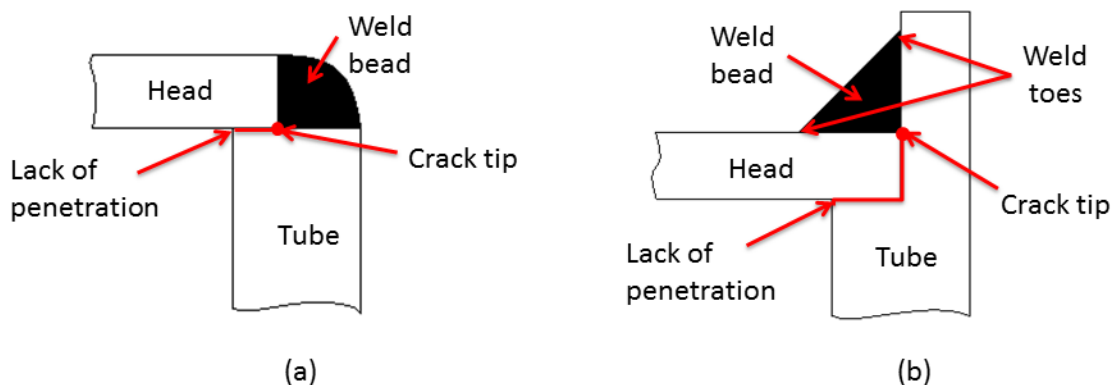 Weld
bead
Head
Crack tip
Lack of
penetration
Tube
(a)
Weld
bead
Weld
toes
Head
Crack tip
Lack of
penetration
Tube
(b)